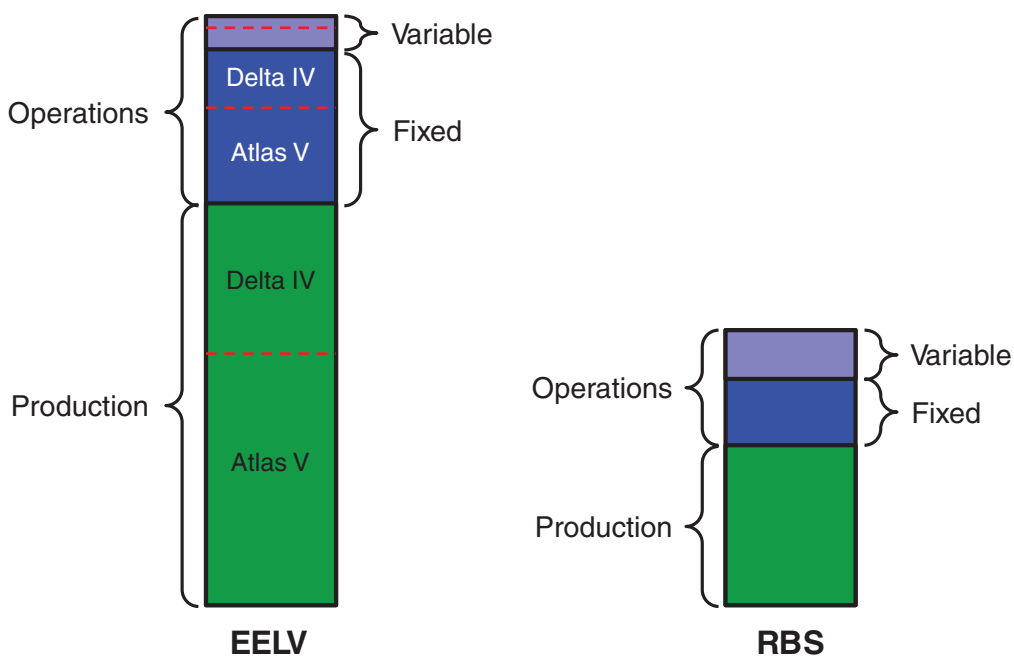 Variable
Delta IV
Operations
Fixed
Atlas V
Delta IV
Production
Atlas V
EELV
Variable
Operations
Fixed
Production
RBS